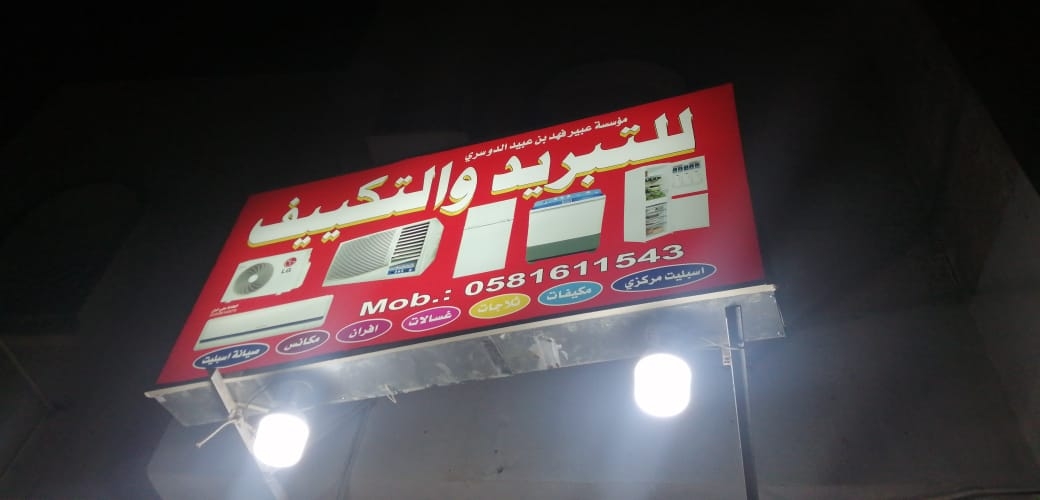 مؤسسة عبير فهد بن عبيد الدوسري
للتبريد والتكييف
LG
Mob.: 0581611543
اسبليت مركزي مكيفات ثلاجات غسالات افران مكانس صيانة اسبليت